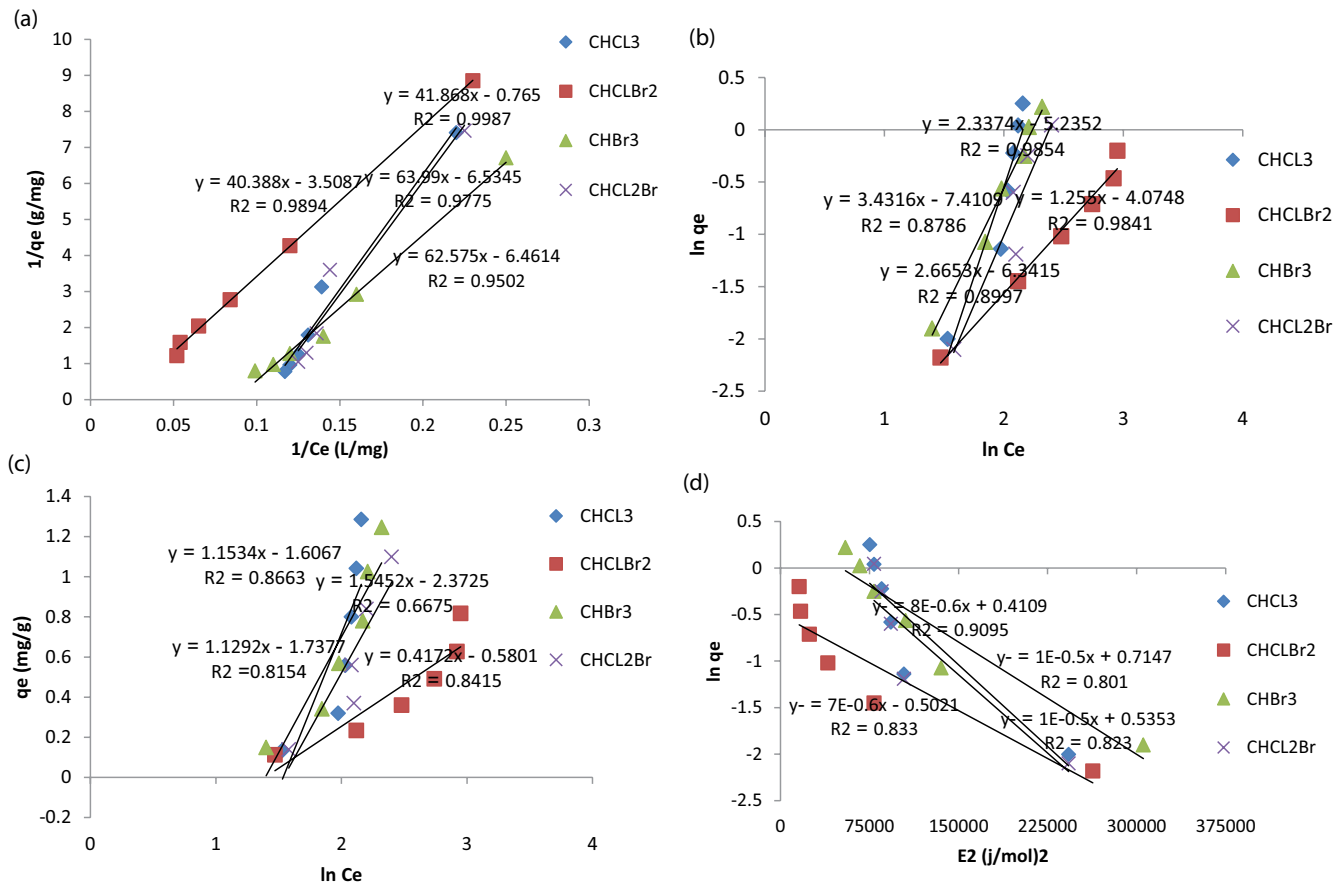 (a)
1/qe (g/mg)
10
9
8
7
6
5
4
3
2
1
0
0
0.05
0.1
0.15
0.2
0.25
0.3
1/Ce (L/mg)
y = 41.868x - 0.765
R2 = 0.9987
y = 40.388x - 3.5087
R2 = 0.9894
y = 63.99x - 6.5345
R2 = 0.9775
y = 62.575x - 6.4614
R2 = 0.9502
CHCL3
CHCLBr2
CHBr3
CHCL2Br
(b)
ln qe
0.5
0
-0.5
-1
-1.5
-2
-2.5
0
1
2
3
4
ln Ce
y = 2.3374x - 5.2352
R2 = 0.9854
y = 3.4316x - 7.4109
R2 = 0.8786
y = 1.255x - 4.0748
R2 = 0.9841
y = 2.6653x - 6.3415
R2 = 0.8997
CHCL3
CHCLBr2
CHBr3
CHCL2Br
(c)
qe (mg/g)
1.4
1.2
1
0.8
0.6
0.4
0.2
0
-0.2
0
1
2
3
4
ln Ce
y = 1.1534x - 1.6067
R2 = 0.8663
y = 1.5452x - 2.3725
R2 = 0.6675
y = 1.1292x - 1.7377
R2 = 0.8154
y = 0.4172x - 0.5801
R2 = 0.8415
CHCL3
CHCLBr2
CHBr3
CHCL2Br
(d)
ln qe
0.5
0
-0.5
-1
-1.5
-2
-2.5
0
75000
150000
225000
300000
375000
E2 (j/mol)2
y- = 8E-0.6x + 0.4109
R2 = 0.9095
y- = 1E-0.5x + 0.7147
R2 = 0.801
y- = 7E-0.6x - 0.5021
R2 = 0.833
y- = 1E-0.5x + 0.5353
R2 = 0.823
CHCL3
CHCLBr2
CHBr3
CHCL2Br